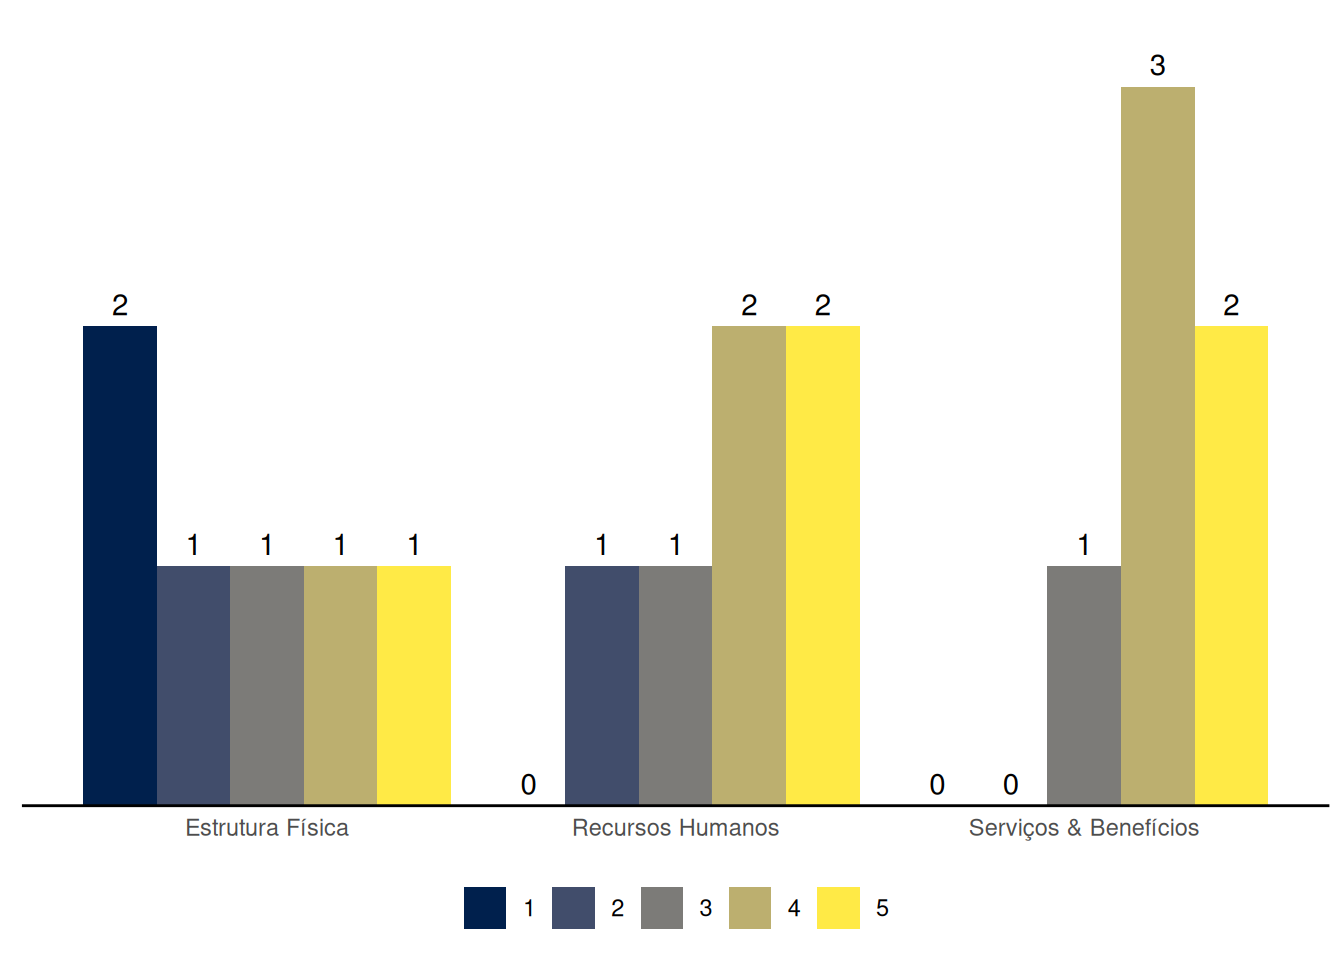 3
2 2 2 2
1 1 1 1 1 1 1
0 0 0
Estrutura Física Recursos Humanos Serviços & Benefícios
1 2 3 4 5